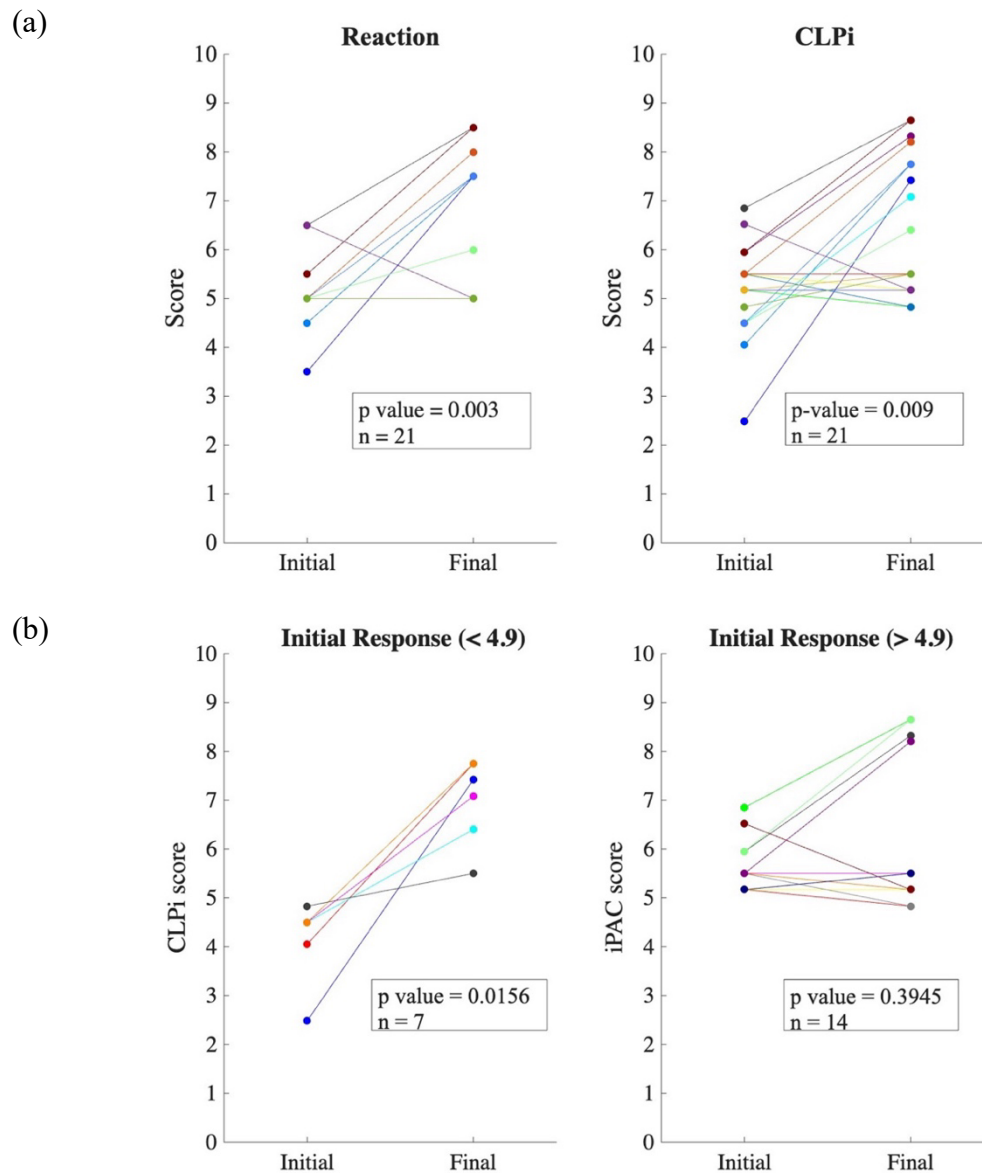 (a)
Reaction
CLPi
10
9
8
7
6
5
4
3
2
1
0
Score
p value = 0.003
n = 21
Initial
Final
10
9
8
7
6
5
4
3
2
1
0
Score
p-value = 0.009
n = 21
Initial
Final
(b)
Initial Response (< 4.9)
Initial Response (> 4.9)
10
9
8
7
6
5
4
3
2
1
0
CLPi score
p value = 0.0156
n = 7
Initial
Final
10
9
8
7
6
5
4
3
2
1
0
iPAC score
p value = 0.3945
n = 14
Initial
Final